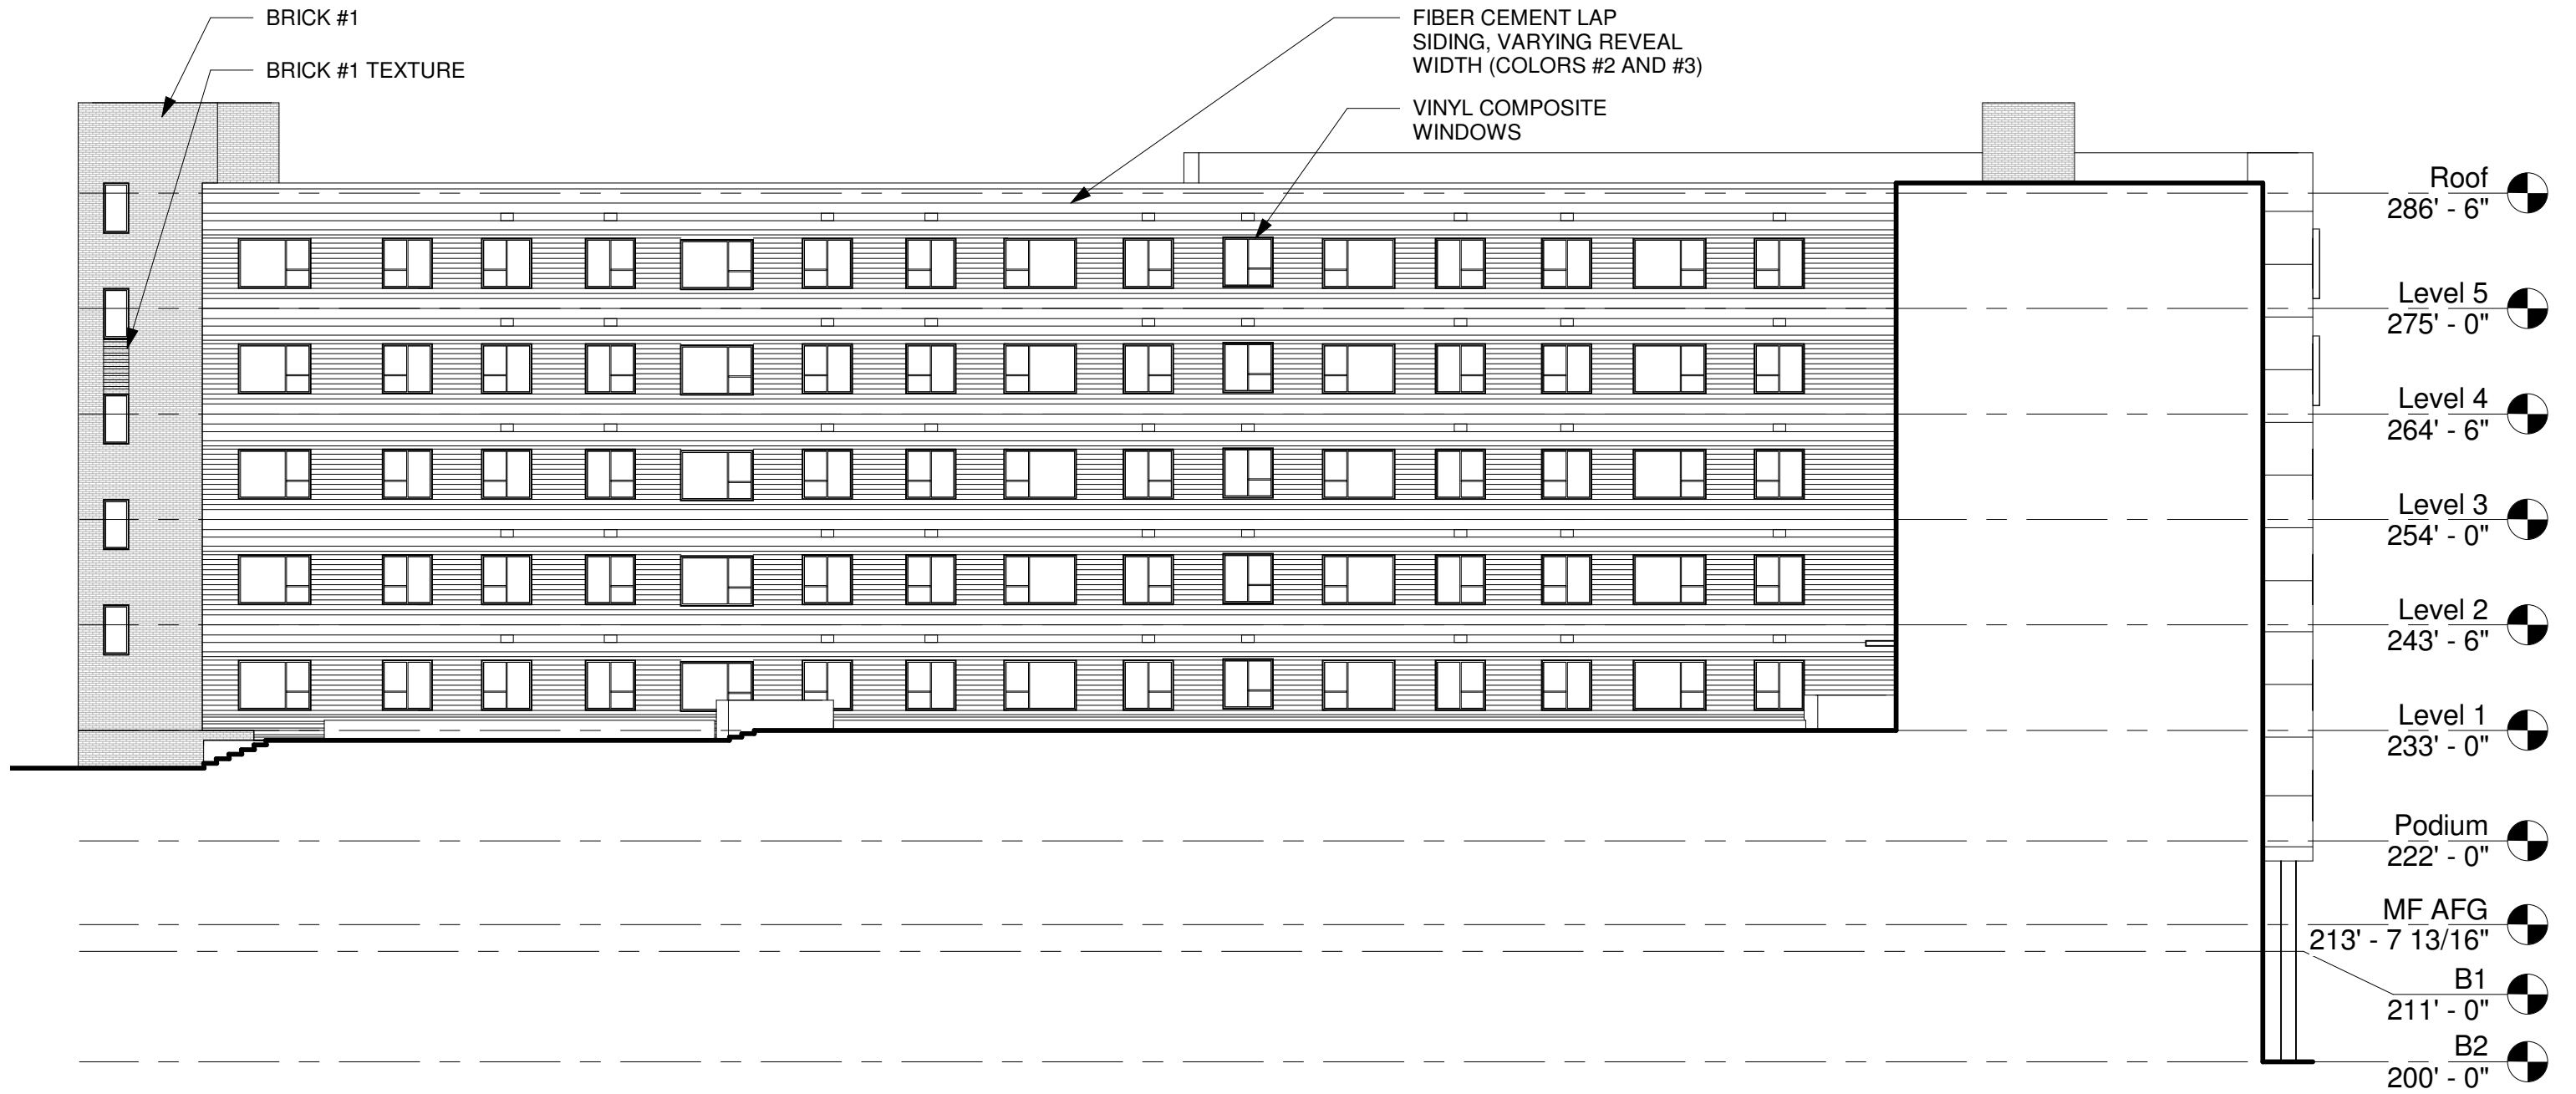 BRICK #1
BRICK #1 TEXTURE
FIBER CEMENT LAP
SIDING, VARYING REVEAL
WIDTH (COLORS #2 AND #3)
VINYL COMPOSITE
WINDOWS
Roof
286' - 6"
Level 5
275' - 0"
Level 4
264' - 6"
Level 3
254' - 0"
Level 2
243' - 6"
Level 1
233' - 0"
Podium
222' - 0"
MF AFG
213' - 7 13/16"
B1
211' - 0"
B2
200' - 0"